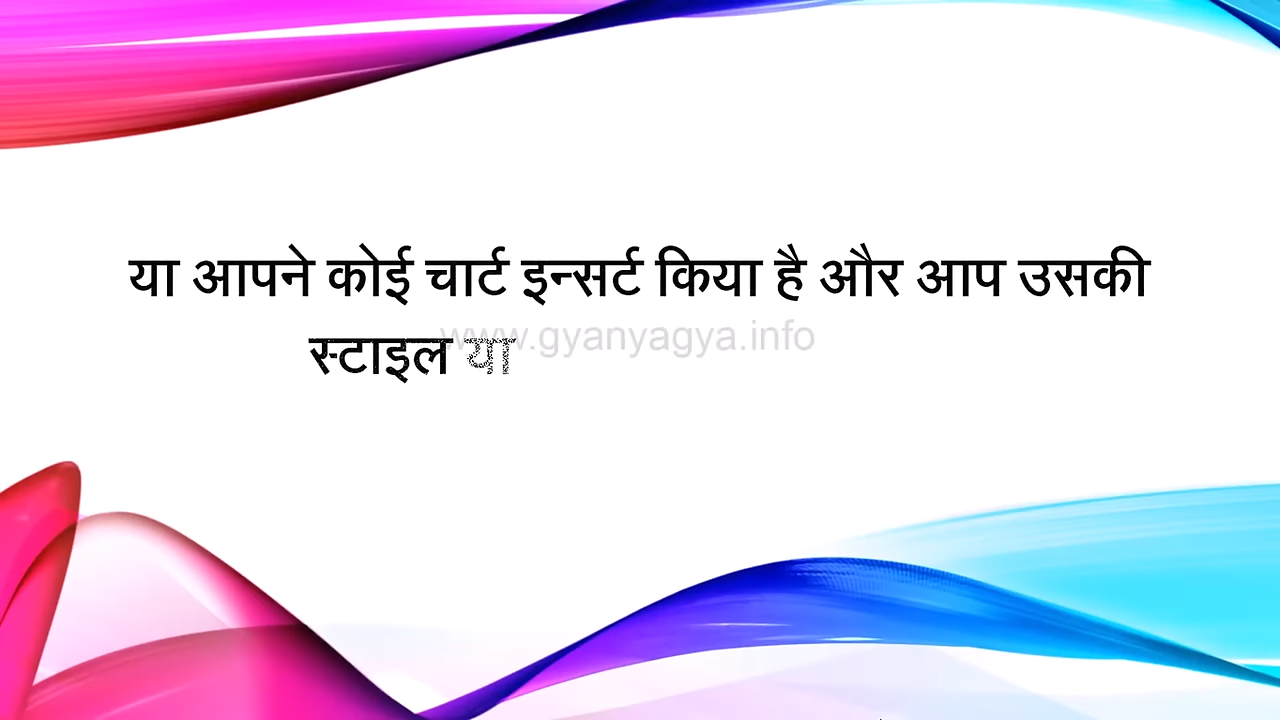 या आपने कोई चार्ट इन्सर्ट किया है और आप उसकी
www.gyanyagya.info
स्टाइल या